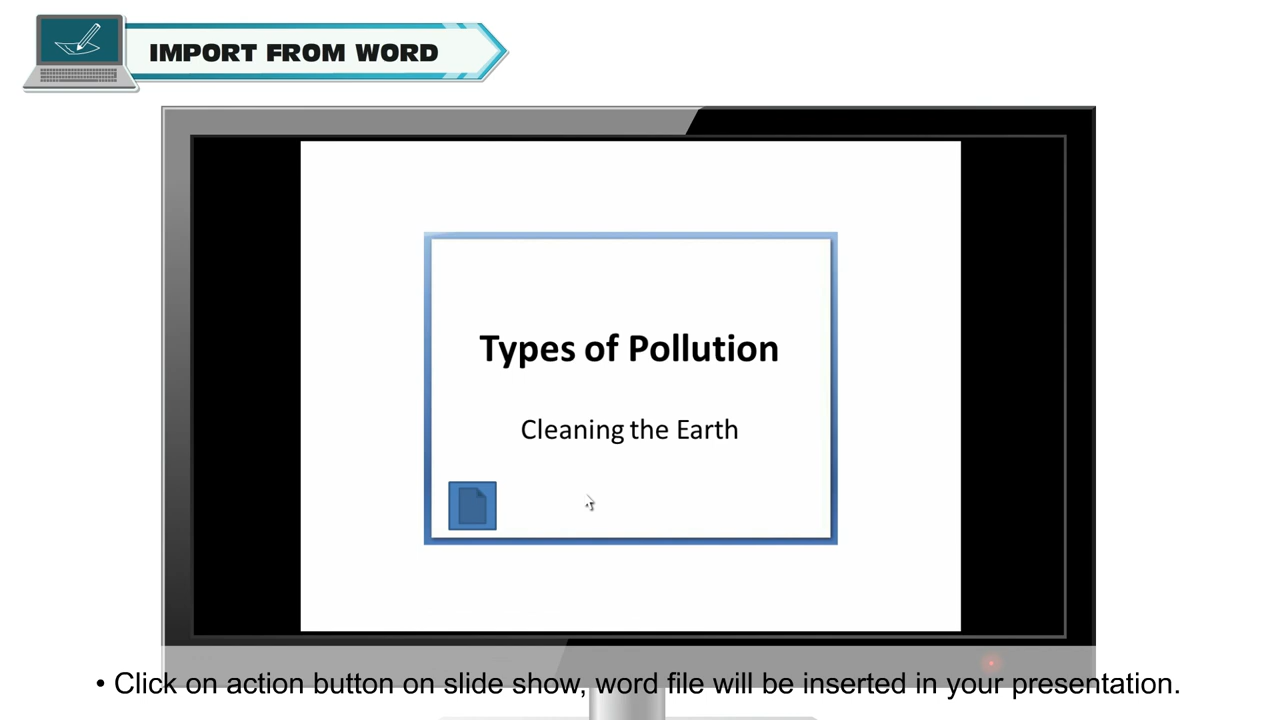 IMPORT FROM WORD
Types of Pollution
Cleaning the Earth
• Click on action button on slide show, word file will be inserted in your presentation.